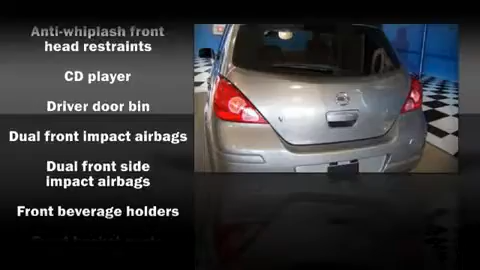 Anti-whiplash front
head restraints
CD player
Driver door bin
Dual front impact airbags
Dual front side
impact airbags
Front beverage holders